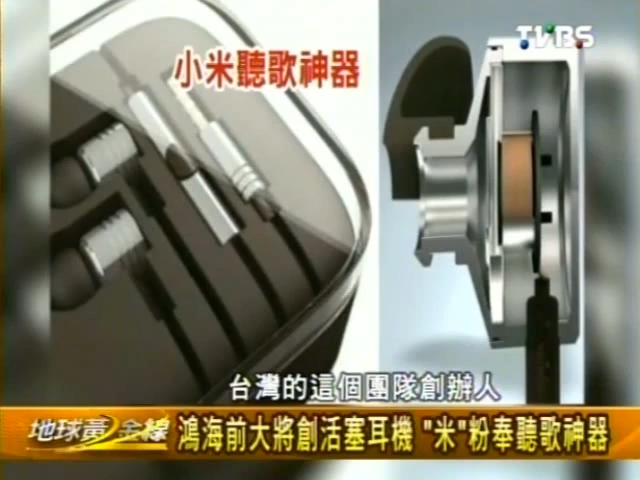 TVBS
小米聽歌神器
台灣的這個團隊創辦人
地球黃金線
鴻海前大將創活塞耳機 "米"粉奉聽歌神器